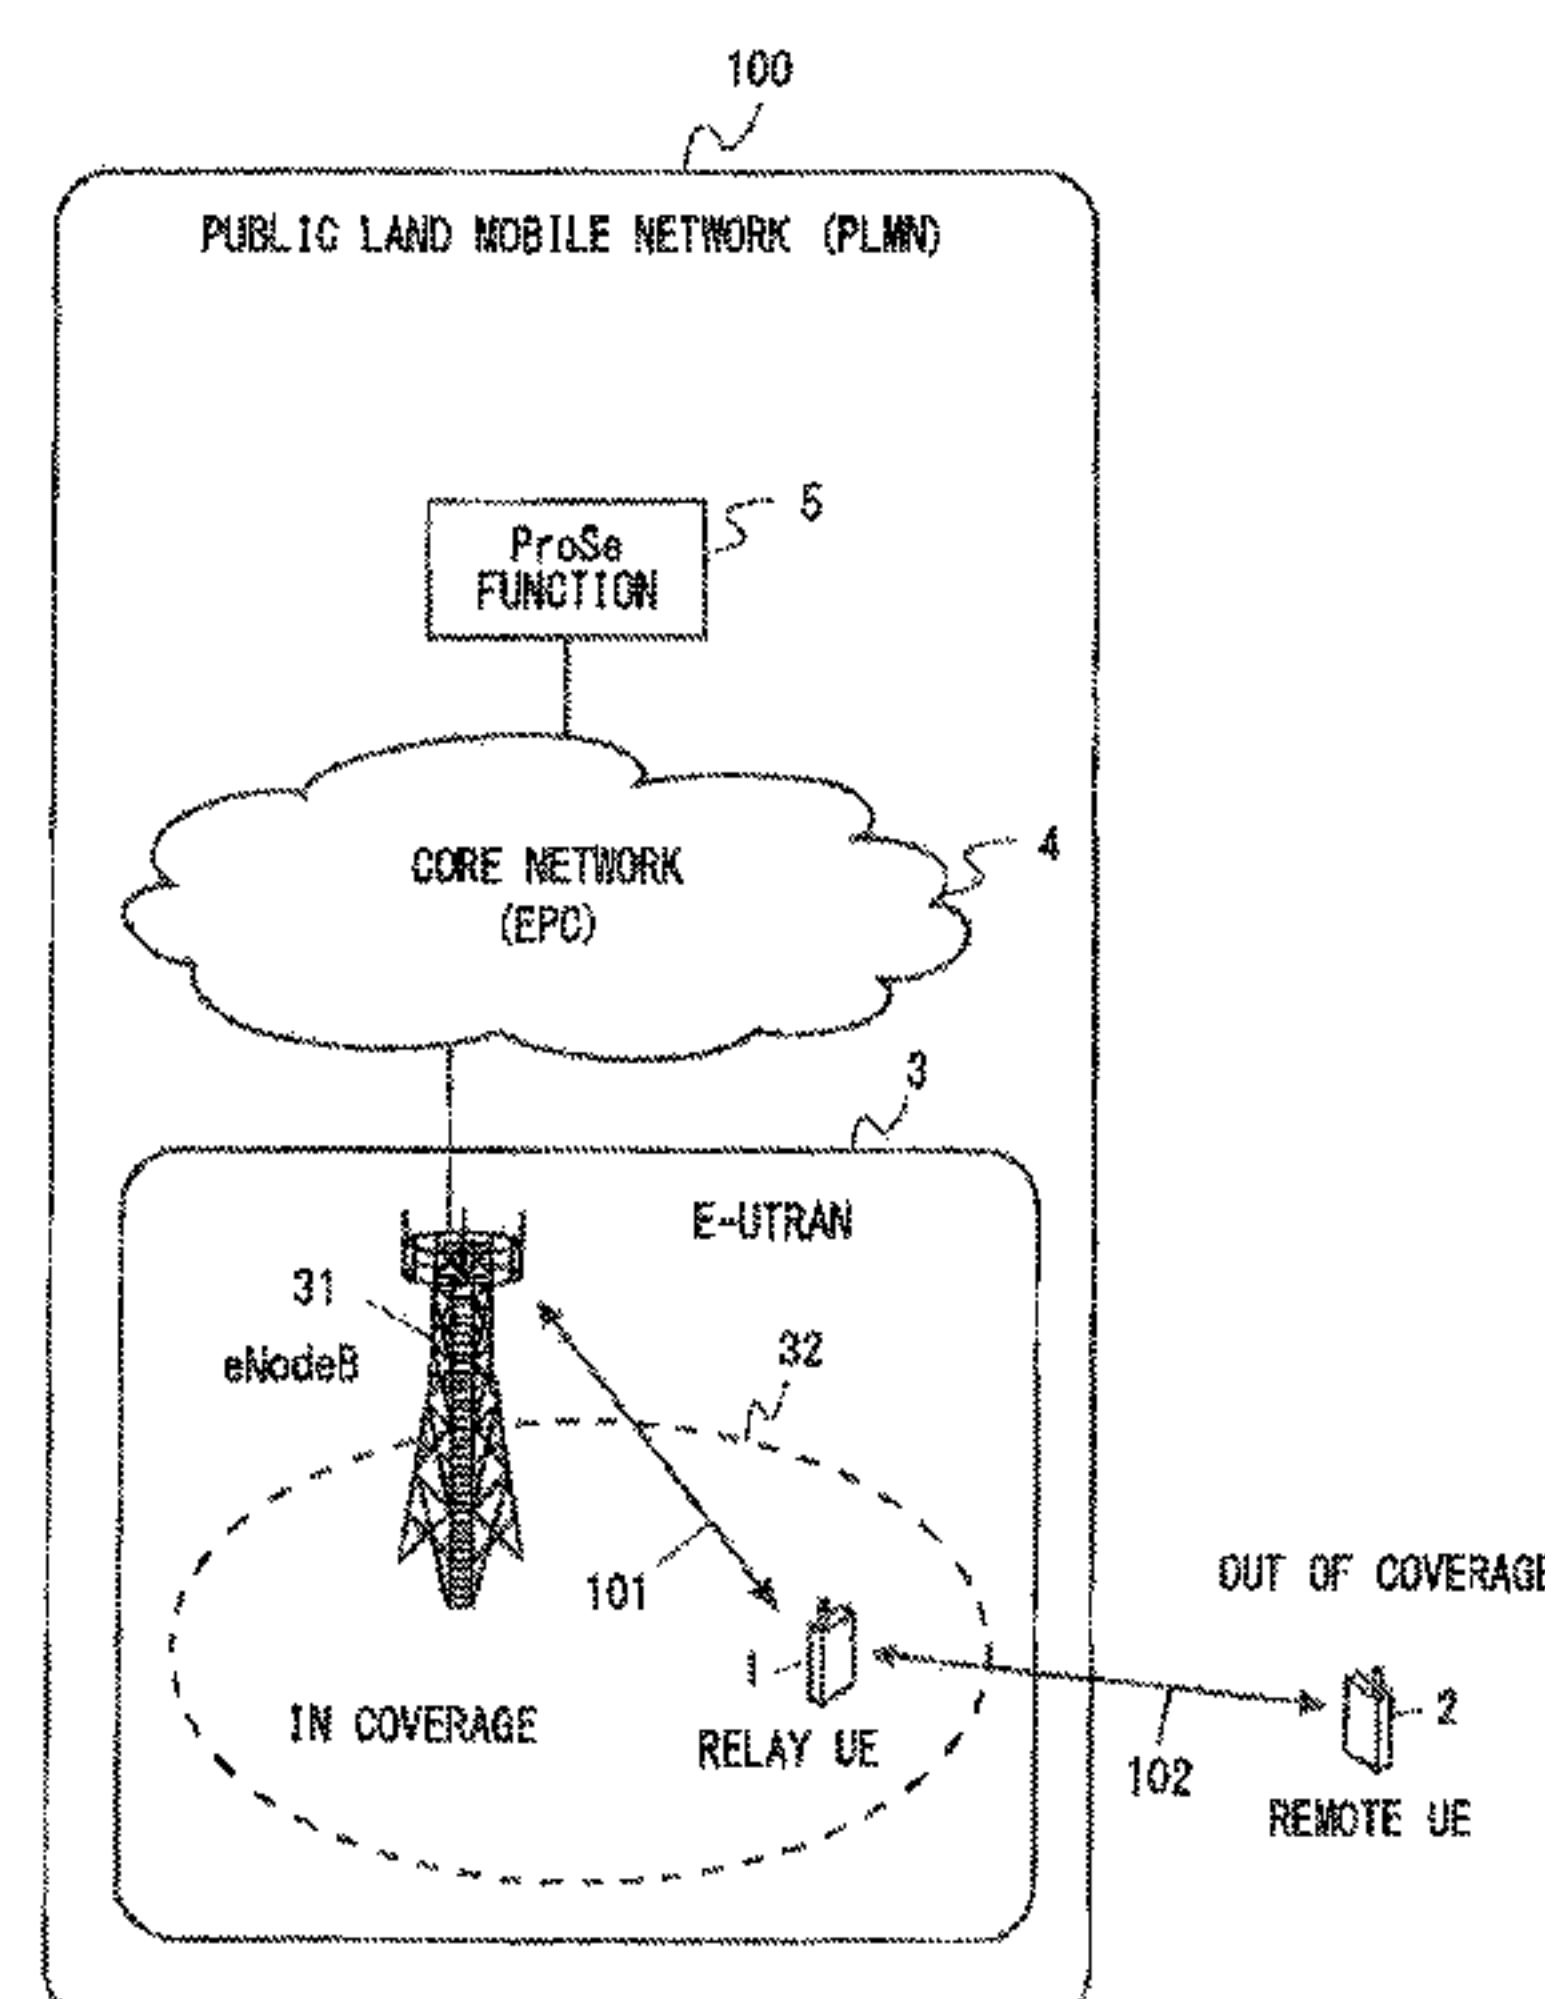 100
PUBLIC LAND MOBILE NETWORK (PLMN)
5
ProSe
FUNCTION
4
CORE NETWORK
(EPC)
3
E-UTRAN
31
eNodeB
32
101
OUT OF COVERAGE
1
2
IN COVERAGE
RELAY UE
102
REMOTE UE